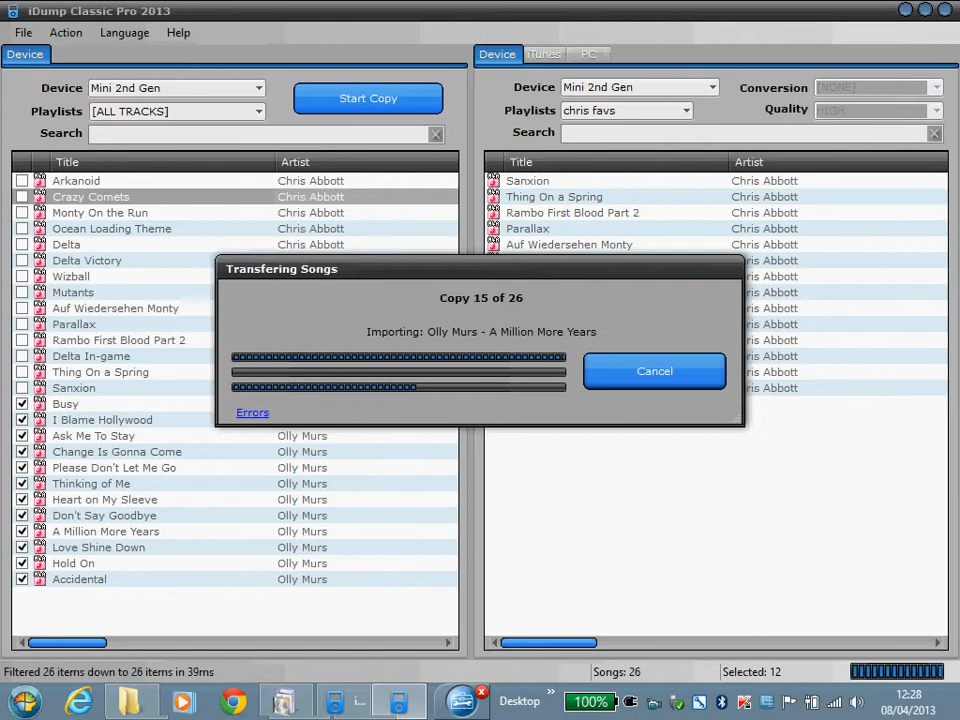 iDump Classic Pro 2013
File Action Language Help
Device
Device iTunes PC
Device Mini 2nd Gen
Playlists [ALL TRACKS]
Search
Start Copy
Device Mini 2nd Gen Conversion [NONE]
Playlists chris favs Quality HIGH
Search
Title Artist
Arkanoid Chris Abbott
Crazy Comets Chris Abbott
Monty On the Run Chris Abbott
Ocean Loading Theme Chris Abbott
Delta Chris Abbott
Delta Victory
Wizball
Mutants
Auf Wiedersehen Monty
Parallax
Rambo First Blood Part 2
Delta In-game
Thing On a Spring
Sanxion
Busy
I Blame Hollywood
Ask Me To Stay Olly Murs
Change Is Gonna Come Olly Murs
Please Don't Let Me Go Olly Murs
Thinking of Me Olly Murs
Heart on My Sleeve Olly Murs
Don't Say Goodbye Olly Murs
A Million More Years Olly Murs
Love Shine Down Olly Murs
Hold On Olly Murs
Accidental Olly Murs
Title Artist
Sanxion Chris Abbott
Thing On a Spring Chris Abbott
Rambo First Blood Part 2 Chris Abbott
Parallax Chris Abbott
Auf Wiedersehen Monty Chris Abbott
Abbott
Abbott
Abbott
Abbott
Abbott
Abbott
Abbott
Abbott
Abbott
Transfering Songs
Copy 15 of 26
Importing: Olly Murs - A Million More Years
Cancel
Errors
Filtered 26 items down to 26 items in 39ms
Songs: 26
Selected: 12
i...
Desktop
100%
12:28
08/04/2013